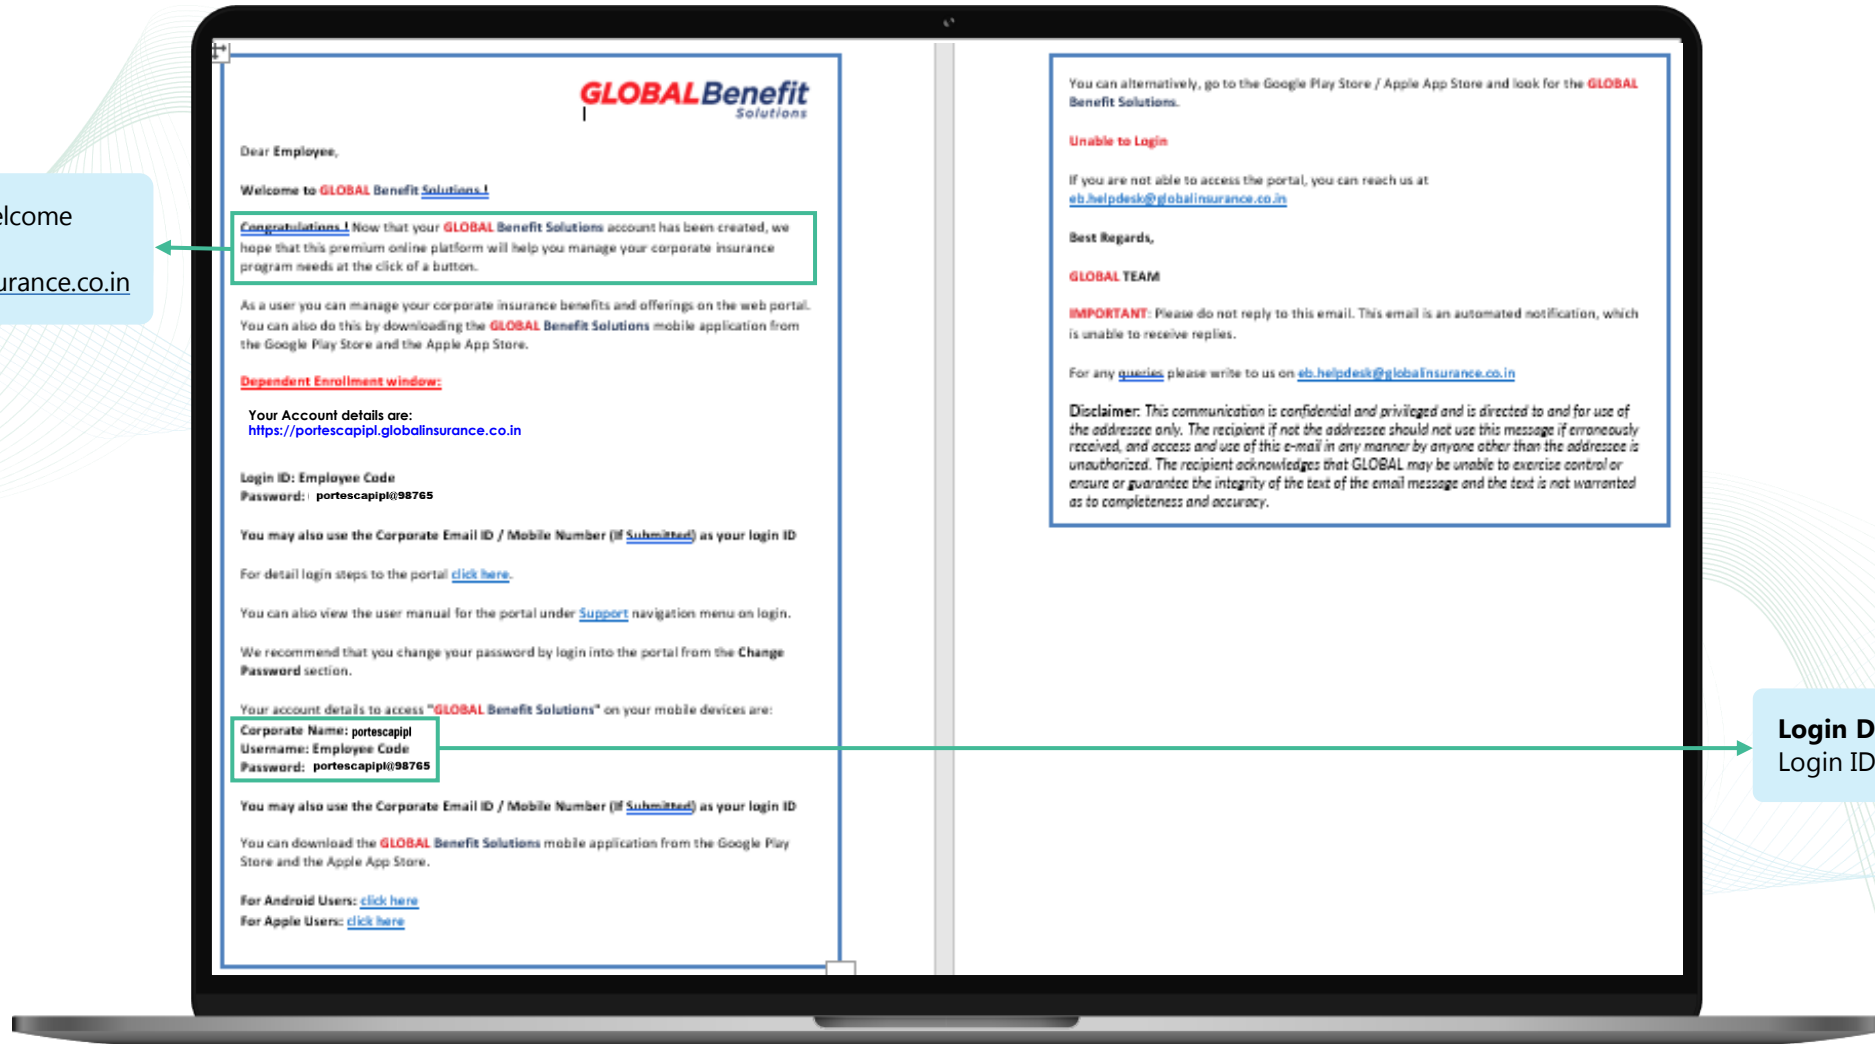 elcome
urance.co.in
GLOBAL Benefit
Solutions
Dear Employee,
Welcome to GLOBAL Benefit Solutions !
Congratulations ! Now that your GLOBAL Benefit Solutions account has been created, we
hope that this premium online platform will help you manage your corporate insurance
program needs at the click of a button.
As a user you can manage your corporate insurance benefits and offerings on the web portal.
You can also do this by downloading the GLOBAL Benefit Solutions mobile application from
the Google Play Store and the Apple App Store.
Dependent Enrollment window:
Your Account details are:
https://portescapipl.globalinsurance.co.in
Login ID: Employee Code
Password: portescapipl@98765
You may also use the Corporate Email ID / Mobile Number (If Submitted) as your login ID
For detail login steps to the portal click here.
You can also view the user manual for the portal under Support navigation menu on login.
We recommend that you change your password by login into the portal from the Change
Password section.
Your account details to access "GLOBAL Benefit Solutions" on your mobile devices are:
Corporate Name: portescapipl
Username: Employee Code
Password: portescapipl@98765
You may also use the Corporate Email ID / Mobile Number (If Submitted) as your login ID
You can download the GLOBAL Benefit Solutions mobile application from the Google Play
Store and the Apple App Store.
For Android Users: click here
For Apple Users: click here
You can alternatively, go to the Google Play Store / Apple App Store and look for the GLOBAL
Benefit Solutions.
Unable to Login
If you are not able to access the portal, you can reach us at
eb.helpdesk@globalinsurance.co.in
Best Regards,
GLOBAL TEAM
IMPORTANT: Please do not reply to this email. This email is an automated notification, which
is unable to receive replies.
For any queries please write to us on eb.helpdesk@globalinsurance.co.in
Disclaimer: This communication is confidential and privileged and is directed to and for use of
the addressee only. The recipient if not the addressee should not use this message if erroneously
received, and access and use of this e-mail in any manner by anyone other than the addressee is
unauthorized. The recipient acknowledges that GLOBAL may be unable to exercise control or
ensure or guarantee the integrity of the text of the email message and the text is not warranted
as to completeness and accuracy.
Login D
Login ID